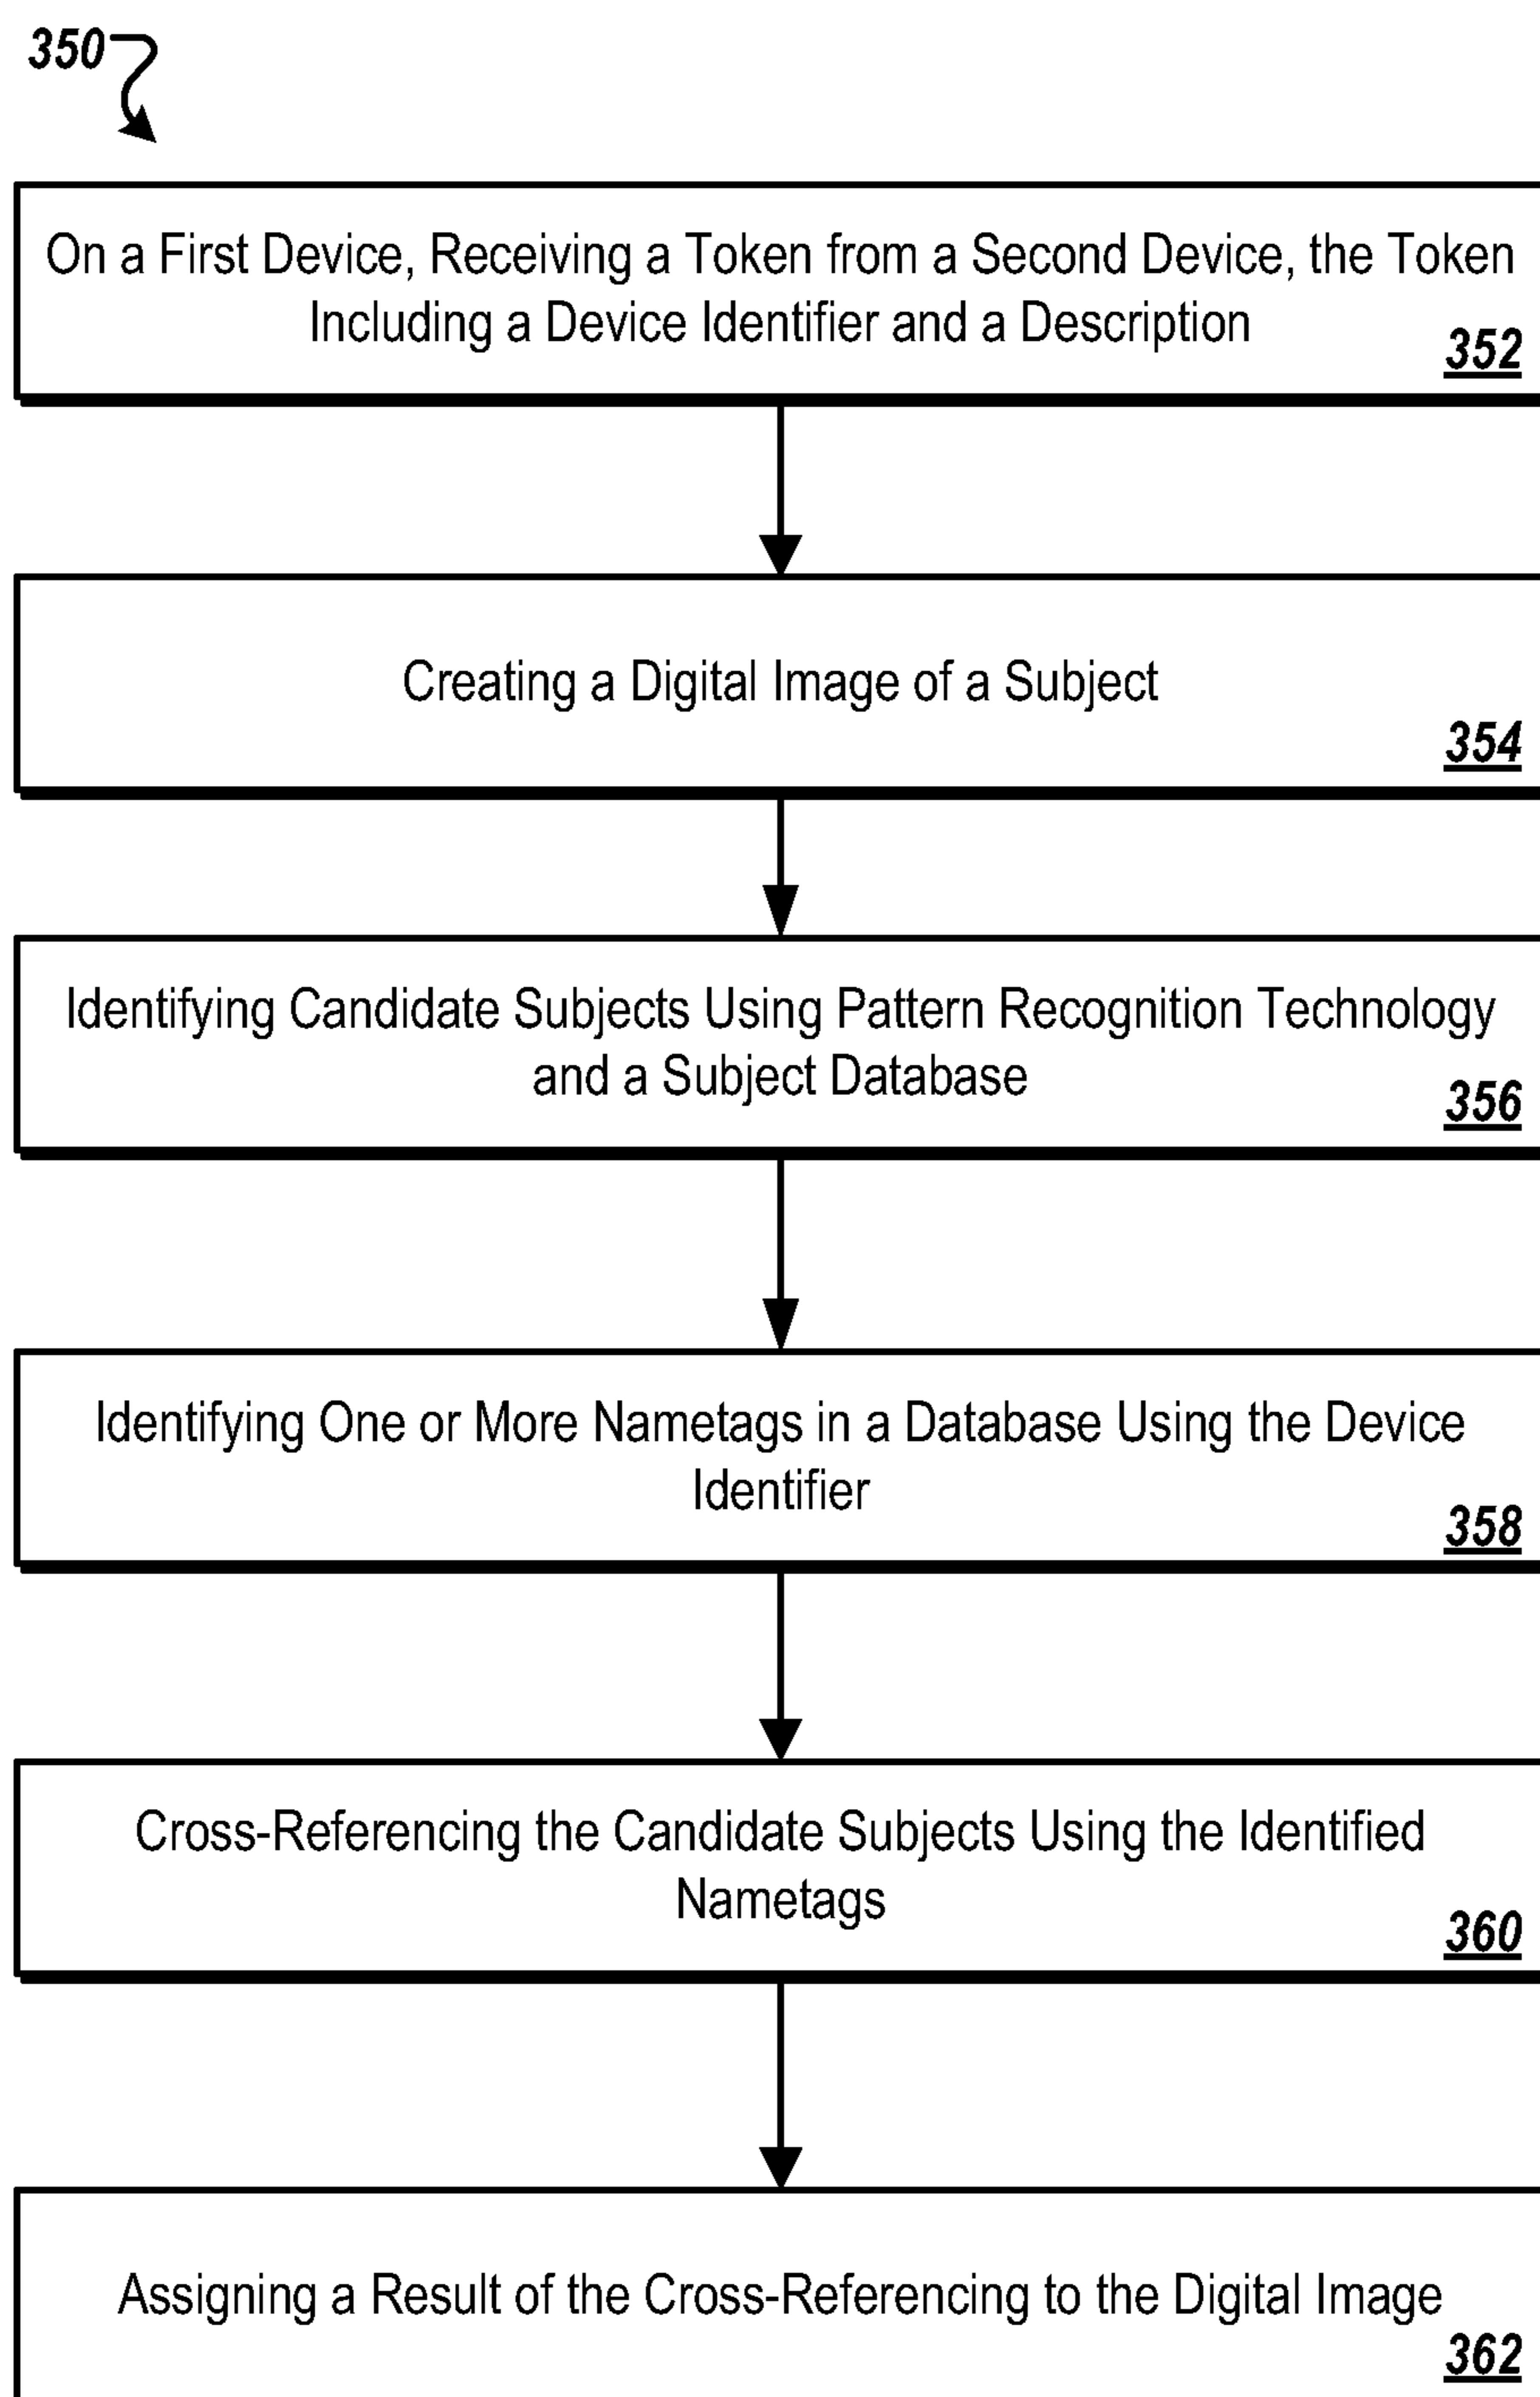 350
On a First Device, Receiving a Token from a Second Device, the Token
Including a Device Identifier and a Description
352
Creating a Digital Image of a Subject
354
Identifying Candidate Subjects Using Pattern Recognition Technology
and a Subject Database
356
Identifying One or More Nametags in a Database Using the Device
Identifier
358
Cross-Referencing the Candidate Subjects Using the Identified
Nametags
360
Assigning a Result of the Cross-Referencing to the Digital Image
362